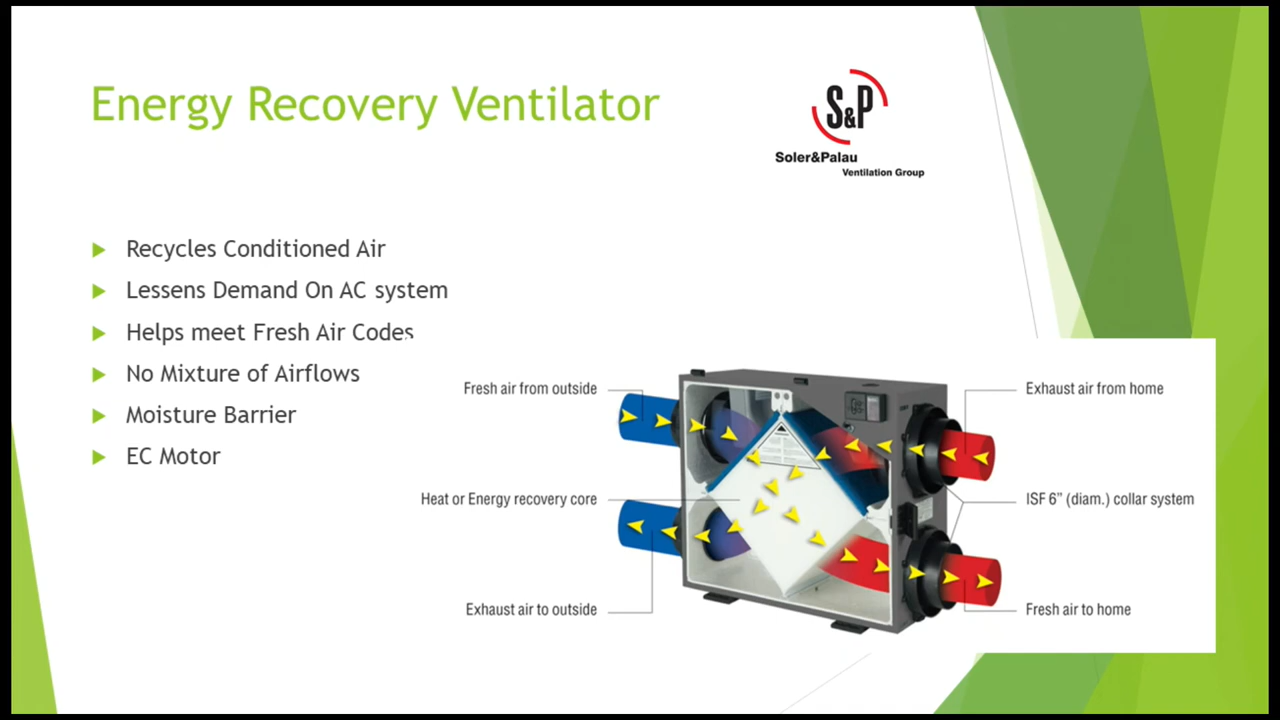 Energy Recovery Ventilator
S&P
Soler&Palau
Ventilation Group
Recycles Conditioned Air
Lessens Demand On AC system
Helps meet Fresh Air Codes
No Mixture of Airflows
Moisture Barrier
EC Motor
Fresh air from outside
Exhaust air from home
Heat or Energy recovery core
ISF 6” (diam.) collar system
Exhaust air to outside
Fresh air to home